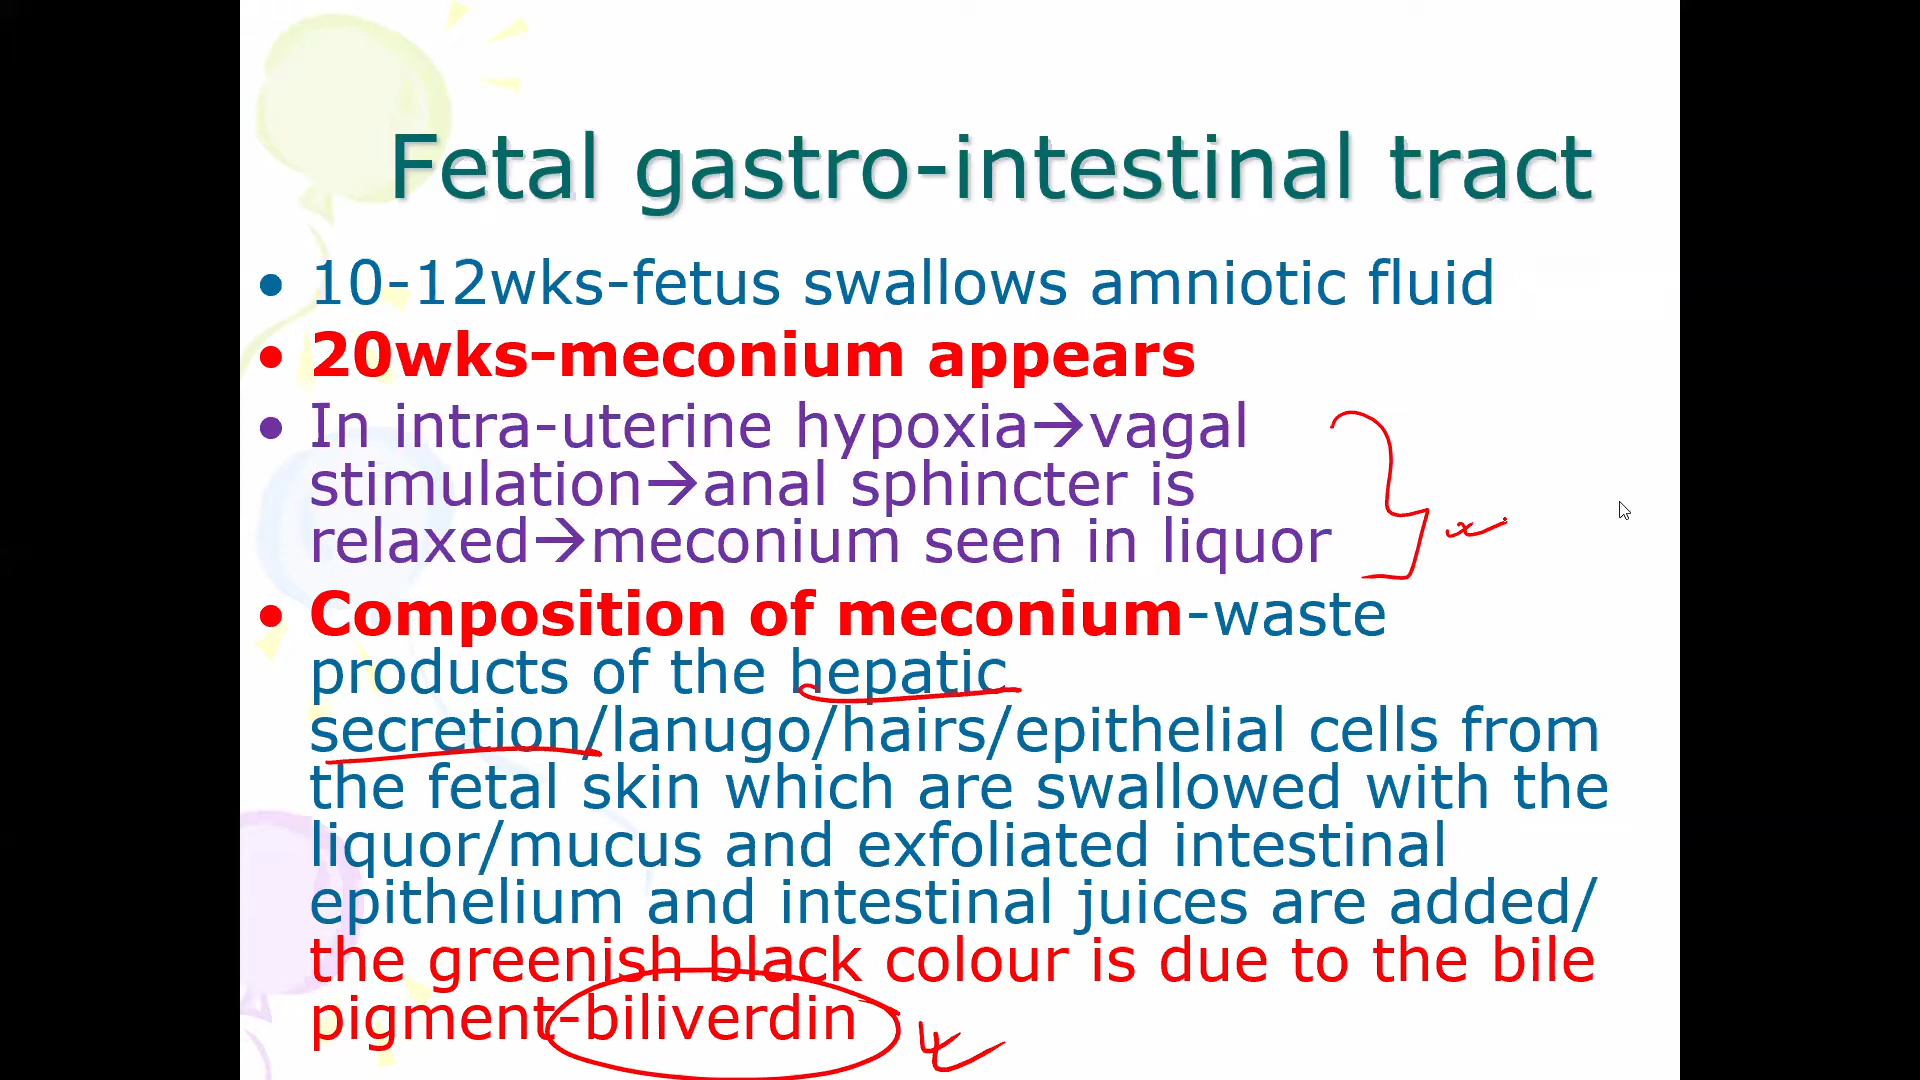 Fetal gastro-intestinal tract
• 10-12wks-fetus swallows amniotic fluid
• 20wks-meconium appears
• In intra-uterine hypoxia→vagal
stimulation→anal sphincter is
relaxed→meconium seen in liquor
• Composition of meconium-waste
products of the hepatic
secretion/lanugo/hairs/epithelial cells from
the fetal skin which are swallowed with the
liquor/mucus and exfoliated intestinal
epithelium and intestinal juices are added/
the greenish black colour is due to the bile
pigment-biliverdin